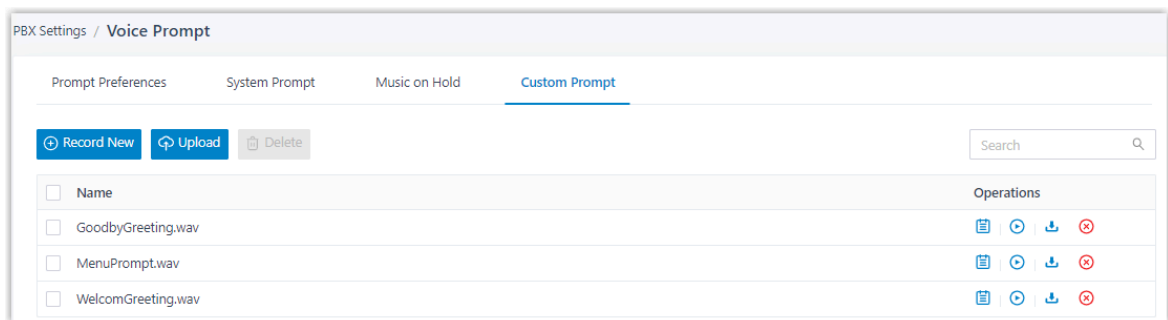 PBX Settings / Voice Prompt
Prompt Preferences System Prompt Music on Hold Custom Prompt
Record New Upload Delete Search
Name Operations
GoodbyGreeting.wav
MenuPrompt.wav
WelcomGreeting.wav